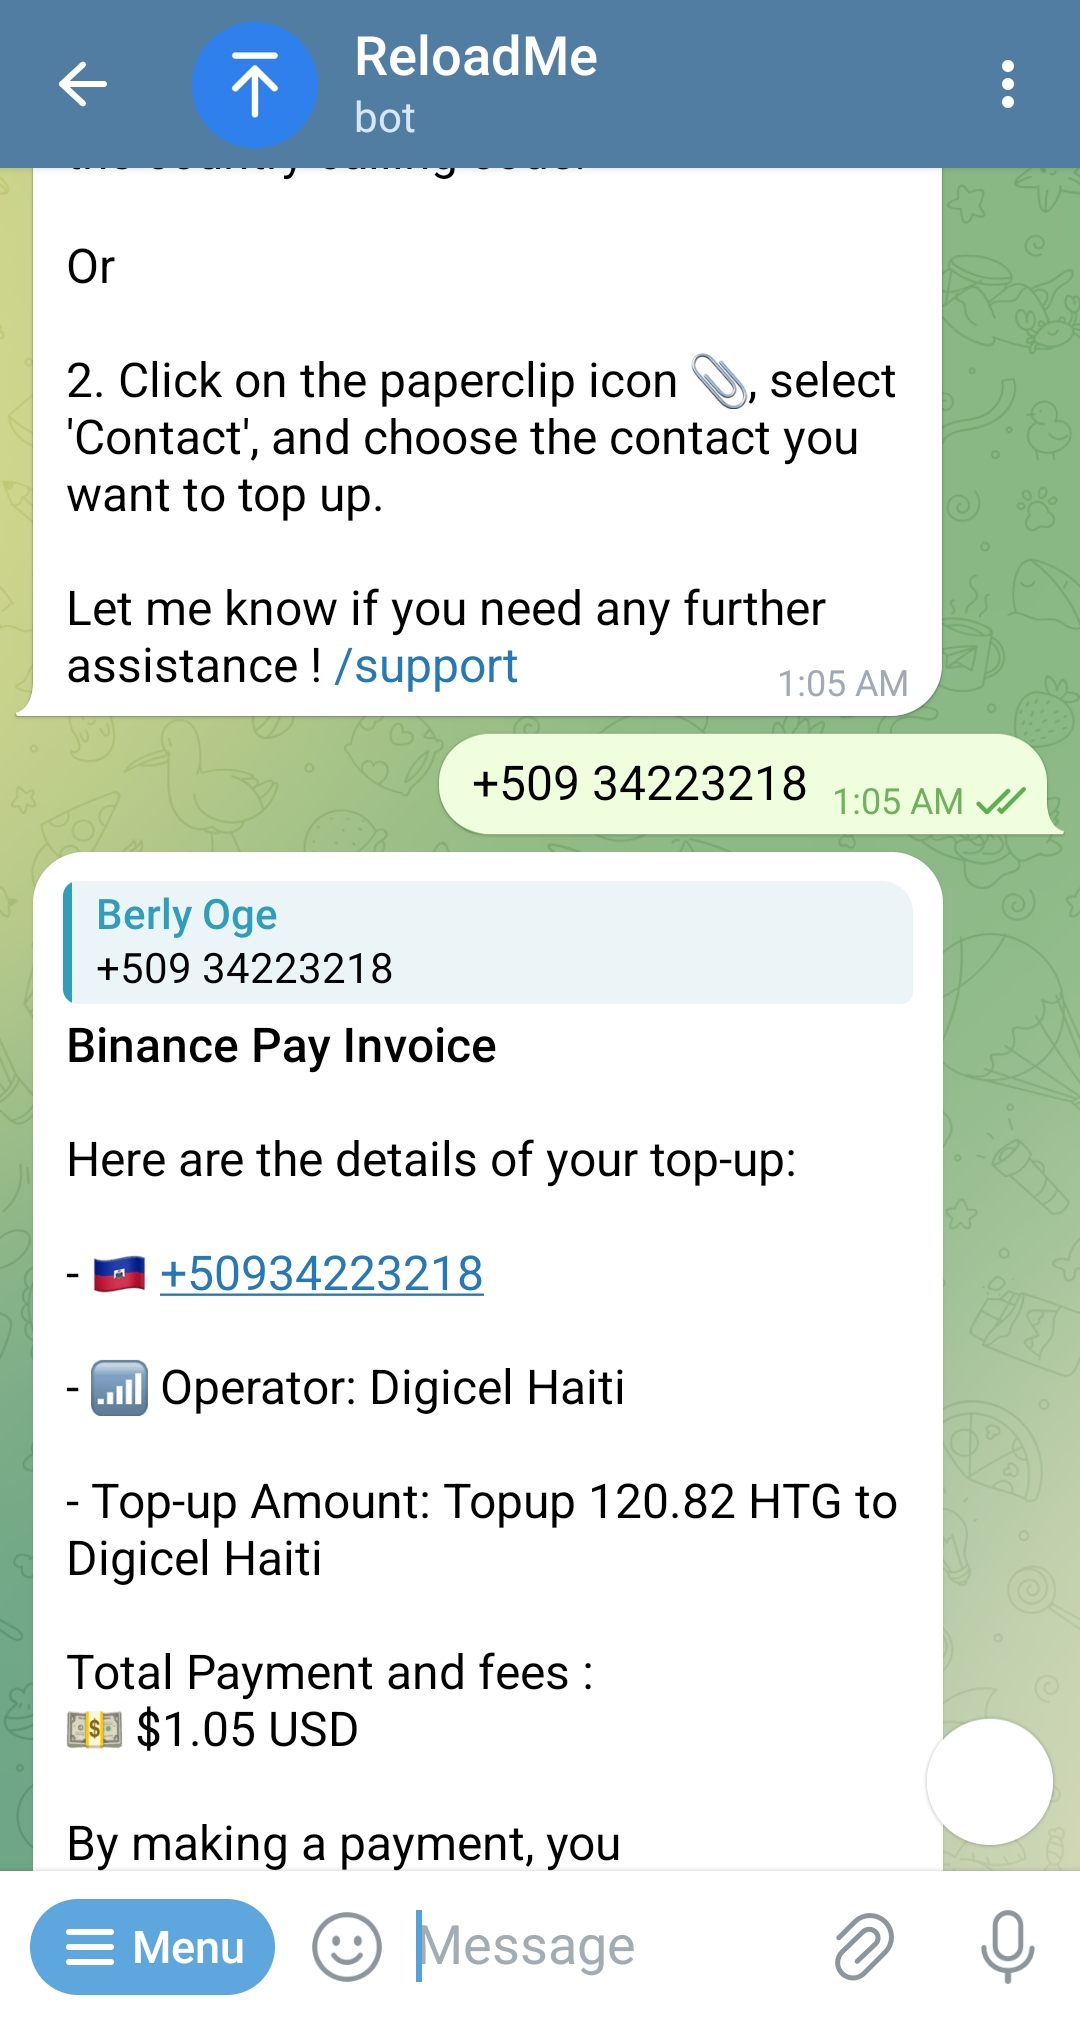 ReloadMe
bot
the country calling code.
Or
2. Click on the paperclip icon 📎, select
'Contact', and choose the contact you
want to top up.
Let me know if you need any further
assistance ! /support
1:05 AM
+509 34223218
1:05 AM
Berly Oge
+509 34223218
Binance Pay Invoice
Here are the details of your top-up:
- 🇭🇹 +50934223218
- 📶 Operator: Digicel Haiti
- Top-up Amount: Topup 120.82 HTG to
Digicel Haiti
Total Payment and fees :
💵 $1.05 USD
By making a payment, you
Menu
Message